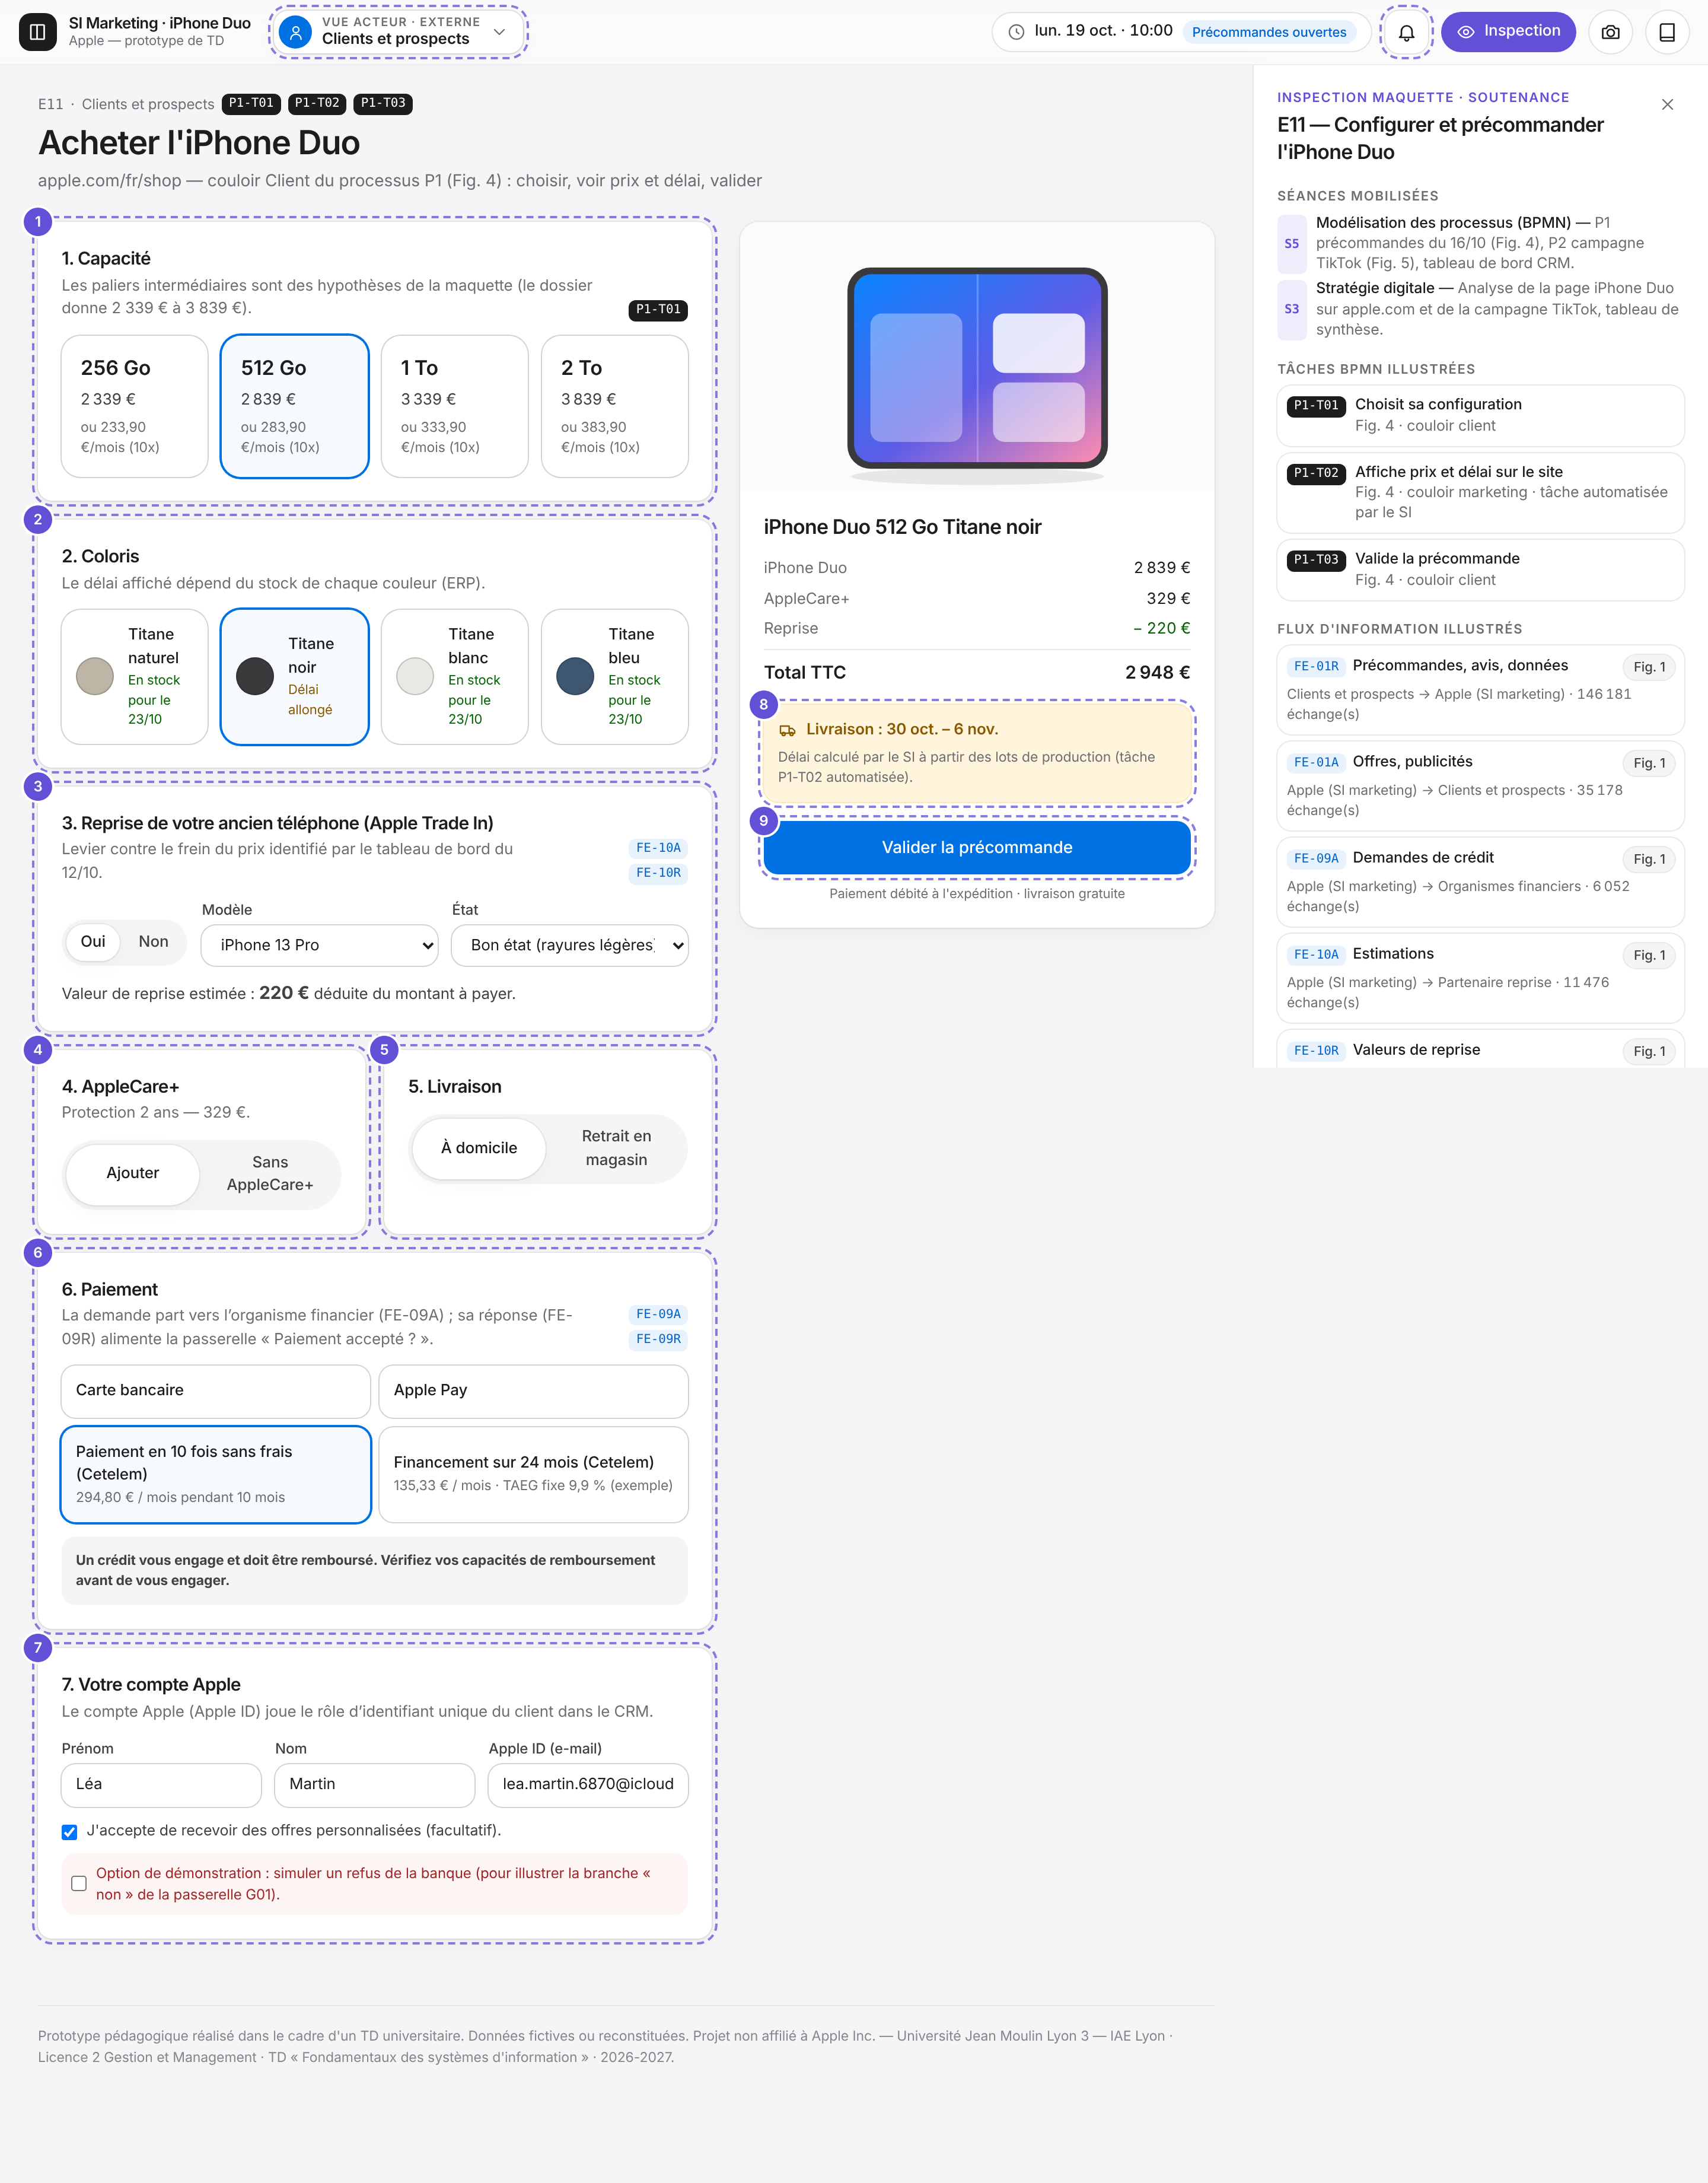 SI Marketing · iPhone Duo
Apple — prototype de TD
VUE ACTEUR · EXTERNE
Clients et prospects
lun. 19 oct. · 10:00
Précommandes ouvertes
Inspection
E11 · Clients et prospects P1-T01 P1-T02 P1-T03
Acheter l'iPhone Duo
apple.com/fr/shop — couloir Client du processus P1 (Fig. 4) : choisir, voir prix et délai, valider
1
1. Capacité
Les paliers intermédiaires sont des hypothèses de la maquette (le dossier
donne 2 339 € à 3 839 €).
P1-T01
256 Go
2 339 €
ou 233,90
€/mois (10x)
512 Go
2 839 €
ou 283,90
€/mois (10x)
1 To
3 339 €
ou 333,90
€/mois (10x)
2 To
3 839 €
ou 383,90
€/mois (10x)
2
2. Coloris
Le délai affiché dépend du stock de chaque couleur (ERP).
Titane
naturel
En stock
pour le
23/10
Titane
noir
Délai
allongé
Titane
blanc
En stock
pour le
23/10
Titane
bleu
En stock
pour le
23/10
3
3. Reprise de votre ancien téléphone (Apple Trade In)
Levier contre le frein du prix identifié par le tableau de bord du
12/10.
FE-10A
FE-10R
Oui
Non
Modèle
iPhone 13 Pro
État
Bon état (rayures légères)
Valeur de reprise estimée : 220 € déduite du montant à payer.
4
4. AppleCare+
Protection 2 ans — 329 €.
Ajouter
Sans
AppleCare+
5
5. Livraison
À domicile
Retrait en
magasin
6
6. Paiement
La demande part vers l’organisme financier (FE-09A) ; sa réponse (FE-
09R) alimente la passerelle « Paiement accepté ? ».
FE-09A
FE-09R
Carte bancaire
Apple Pay
Paiement en 10 fois sans frais
(Cetelem)
294,80 € / mois pendant 10 mois
Financement sur 24 mois (Cetelem)
135,33 € / mois · TAEG fixe 9,9 % (exemple)
Un crédit vous engage et doit être remboursé. Vérifiez vos capacités de remboursement
avant de vous engager.
7
7. Votre compte Apple
Le compte Apple (Apple ID) joue le rôle d’identifiant unique du client dans le CRM.
Prénom
Léa
Nom
Martin
Apple ID (e-mail)
lea.martin.6870@icloud
J'accepte de recevoir des offres personnalisées (facultatif).
Option de démonstration : simuler un refus de la banque (pour illustrer la branche «
non » de la passerelle G01).
iPhone Duo 512 Go Titane noir
iPhone Duo 2 839 €
AppleCare+ 329 €
Reprise − 220 €
Total TTC 2 948 €
8
Livraison : 30 oct. – 6 nov.
Délai calculé par le SI à partir des lots de production (tâche
P1-T02 automatisée).
9
Valider la précommande
Paiement débité à l'expédition · livraison gratuite
INSPECTION MAQUETTE · SOUTENANCE
E11 — Configurer et précommander
l'iPhone Duo
SÉANCES MOBILISÉES
S5
Modélisation des processus (BPMN) — P1
précommandes du 16/10 (Fig. 4), P2 campagne
TikTok (Fig. 5), tableau de bord CRM.
S3
Stratégie digitale — Analyse de la page iPhone Duo
sur apple.com et de la campagne TikTok, tableau de
synthèse.
TÂCHES BPMN ILLUSTRÉES
P1-T01 Choisit sa configuration
Fig. 4 · couloir client
P1-T02 Affiche prix et délai sur le site
Fig. 4 · couloir marketing · tâche automatisée
par le SI
P1-T03 Valide la précommande
Fig. 4 · couloir client
FLUX D'INFORMATION ILLUSTRÉS
FE-01R Précommandes, avis, données Fig. 1
Clients et prospects → Apple (SI marketing) · 146 181
échange(s)
FE-01A Offres, publicités Fig. 1
Apple (SI marketing) → Clients et prospects · 35 178
échange(s)
FE-09A Demandes de crédit Fig. 1
Apple (SI marketing) → Organismes financiers · 6 052
échange(s)
FE-10A Estimations Fig. 1
Apple (SI marketing) → Partenaire reprise · 11 476
échange(s)
FE-10R Valeurs de reprise Fig. 1
Prototype pédagogique réalisé dans le cadre d'un TD universitaire. Données fictives ou reconstituées. Projet non affilié à Apple Inc. — Université Jean Moulin Lyon 3 — IAE Lyon ·
Licence 2 Gestion et Management · TD « Fondamentaux des systèmes d'information » · 2026-2027.